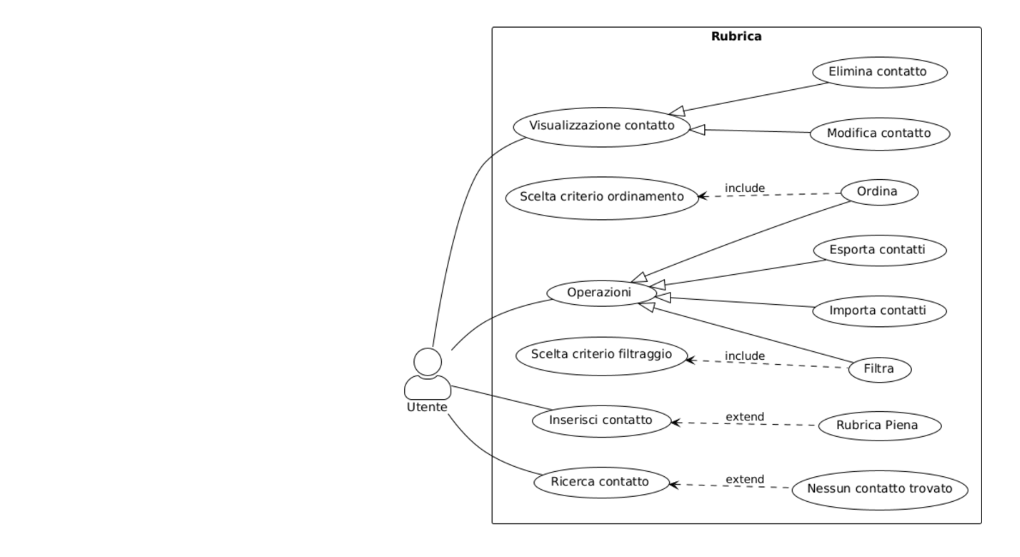 Rubrica
Elimina contatto
Visualizzazione contatto
Modifica contatto
Scelta criterio ordinamento
include
Ordina
Esporta contatti
Operazioni
Importa contatti
Scelta criterio filtraggio
include
Filtra
Utente
Inserisci contatto
extend
Rubrica Piena
Ricerca contatto
extend
Nessun contatto trovato